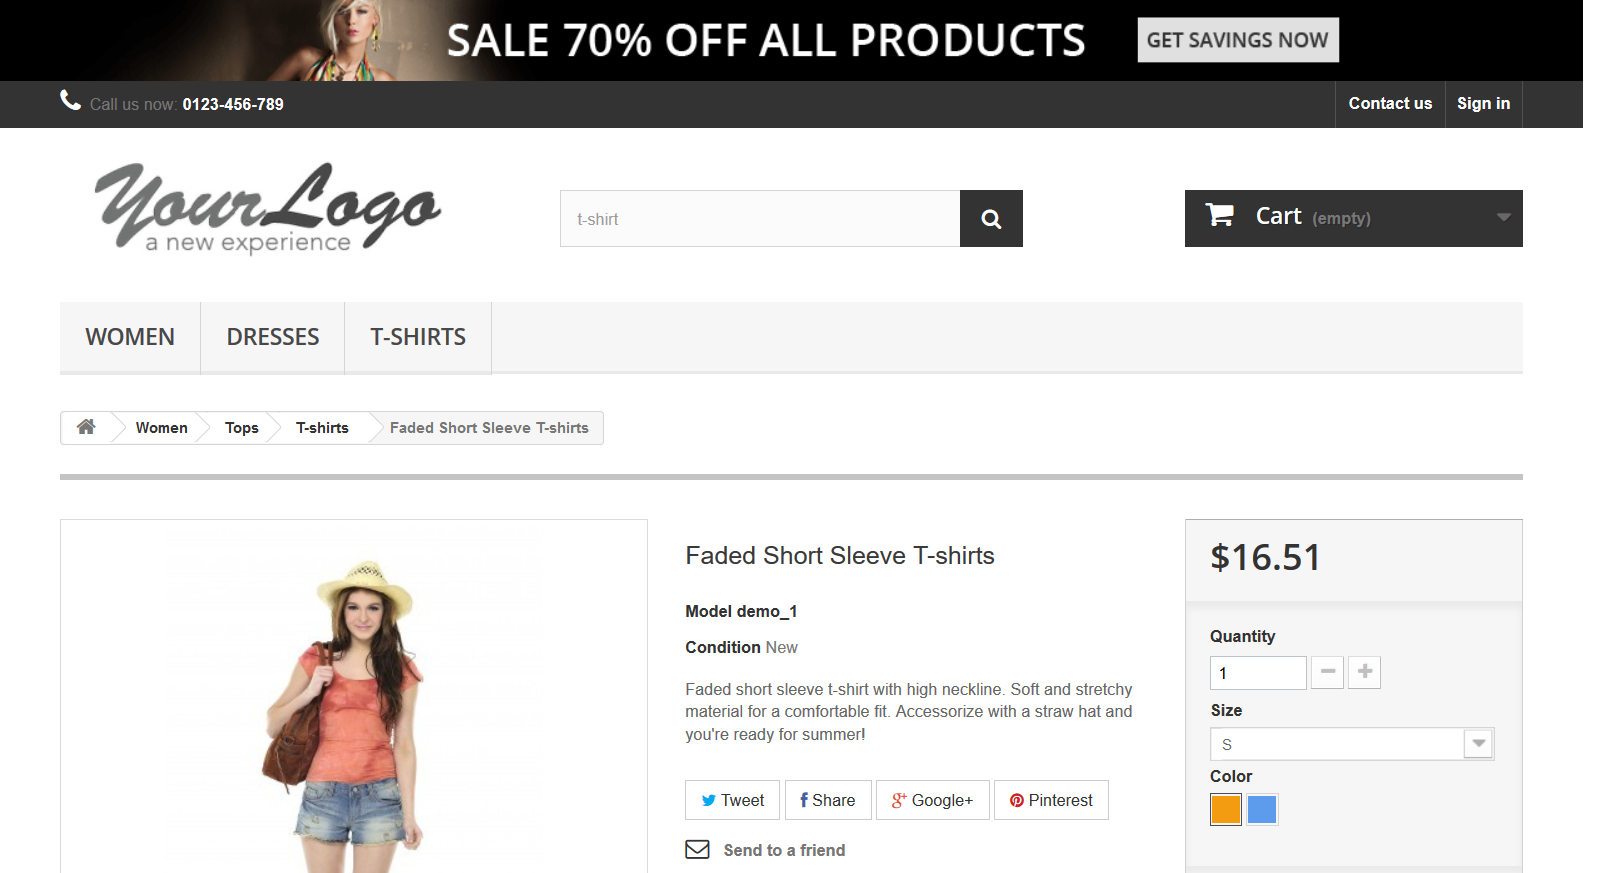 SALE 70% OFF ALL PRODUCTS GET SAVINGS NOW
Call us now: 0123-456-789 Contact us Sign in
YourLogo
a new experience
t-shirt
Cart (empty)
WOMEN DRESSES T-SHIRTS
Women Tops T-shirts Faded Short Sleeve T-shirts
Faded Short Sleeve T-shirts
Model demo_1
Condition New
Faded short sleeve t-shirt with high neckline. Soft and stretchy
material for a comfortable fit. Accessorize with a straw hat and
you're ready for summer!
Tweet Share Google+ Pinterest
Send to a friend
$16.51
Quantity
1
Size
S
Color